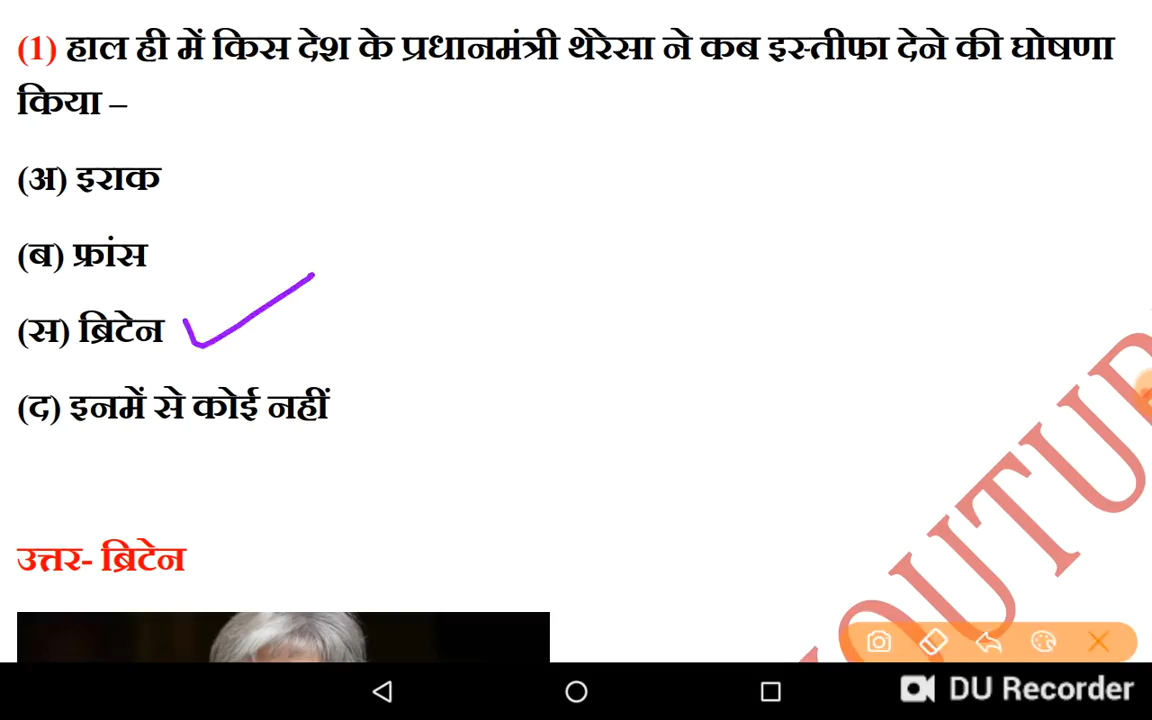 (1) हाल ही में किस देश के प्रधानमंत्री थेरेसा ने कब इस्तीफा देने की घोषणा
किया –
(अ) इराक
(ब) फ्रांस
(स) ब्रिटेन
(द) इनमें से कोई नहीं
उत्तर- ब्रिटेन
DU Recorder